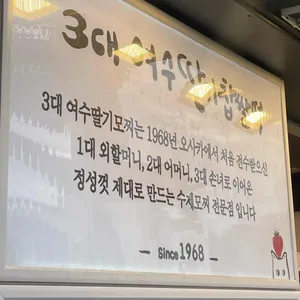 3대 여수딸기찹쌀떡
3대 여수딸기모찌는 1968년 오사카에서 처음 전수받으신
1대 외할머니, 2대 어머니, 3대 손녀로 이어온
정성껏 제대로 만드는 수제모찌 전문점 입니다
— Since 1968 —